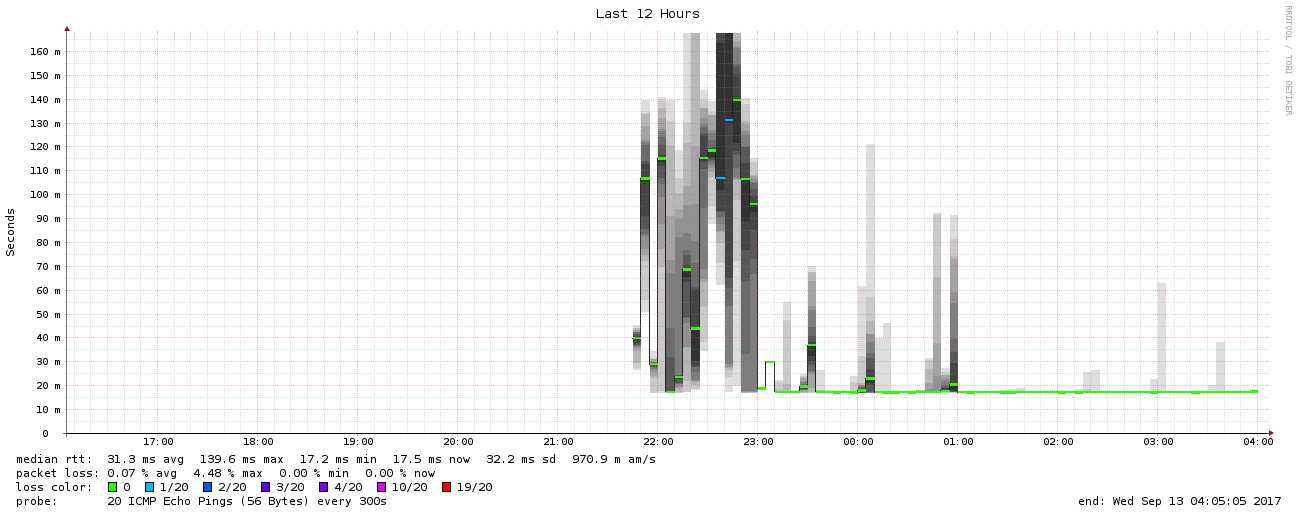 Last 12 Hours
RRDTOOL / TOBI OETIKER
Seconds
160 m
150 m
140 m
130 m
120 m
110 m
100 m
90 m
80 m
70 m
60 m
50 m
40 m
30 m
20 m
10 m
0
17:00 18:00 19:00 20:00 21:00 22:00 23:00 00:00 01:00 02:00 03:00 04:00
median rtt: 31.3 ms avg 139.6 ms max 17.2 ms min 17.5 ms now 32.2 ms sd 970.9 m am/s
packet loss: 0.07 % avg 4.48 % max 0.00 % min 0.00 % now
loss color: 0 1/20 2/20 3/20 4/20 10/20 19/20
probe: 20 ICMP Echo Pings (56 Bytes) every 300s end: Wed Sep 13 04:05:05 2017